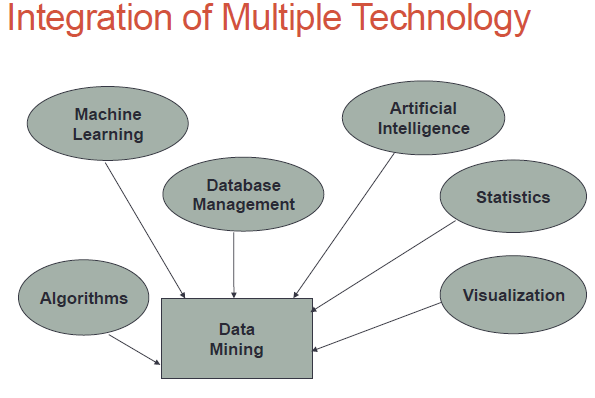 Integration of Multiple Technology
Machine
Learning
Artificial
Intelligence
Database
Management
Statistics
Algorithms
Visualization
Data
Mining